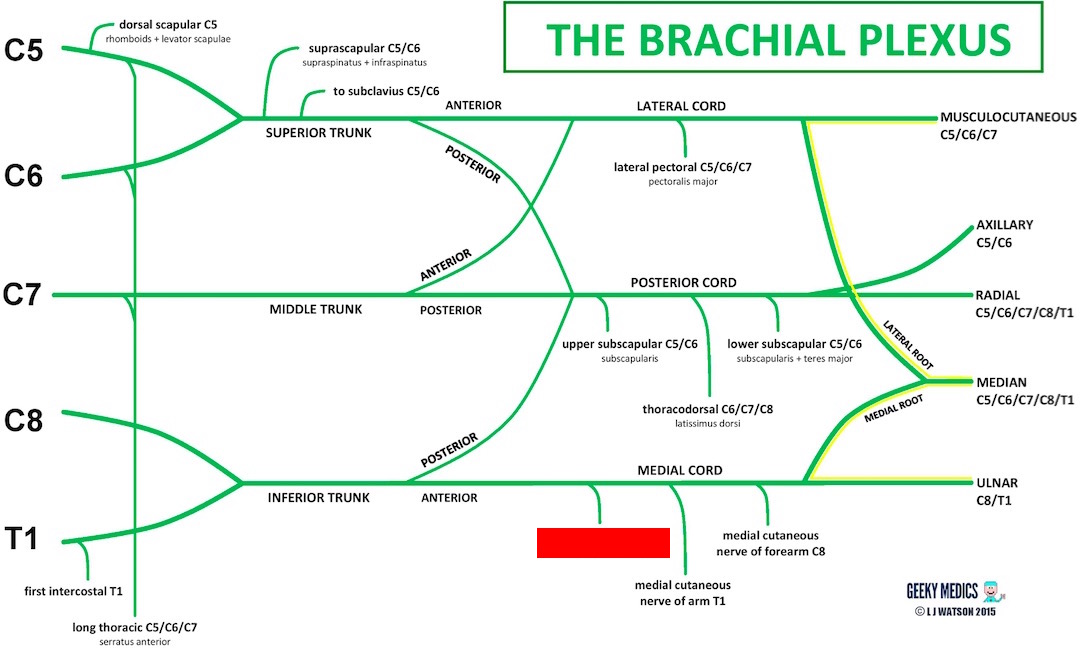 THE BRACHIAL PLEXUS
C5
dorsal scapular C5
rhomboids + levator scapulae
suprascapular C5/C6
supraspinatus + infraspinatus
to subclavius C5/C6
ANTERIOR
LATERAL CORD
SUPERIOR TRUNK
MUSCULOCUTANEOUS
C5/C6/C7
POSTERIOR
lateral pectoral C5/C6/C7
pectoralis major
C6
AXILLARY
C5/C6
ANTERIOR
POSTERIOR CORD
C7
MIDDLE TRUNK
POSTERIOR
RADIAL
C5/C6/C7/C8/T1
upper subscapular C5/C6
subscapularis
lower subscapular C5/C6
subscapularis + teres major
LATERAL ROOT
thoracodorsal C6/C7/C8
latissimus dorsi
MEDIAN
C5/C6/C7/C8/T1
MEDIAL ROOT
C8
POSTERIOR
MEDIAL CORD
INFERIOR TRUNK
ANTERIOR
ULNAR
C8/T1
T1
medial cutaneous
nerve of forearm C8
medial cutaneous
nerve of arm T1
first intercostal T1
long thoracic C5/C6/C7
serratus anterior
GEEKY MEDICS
© L J WATSON 2015